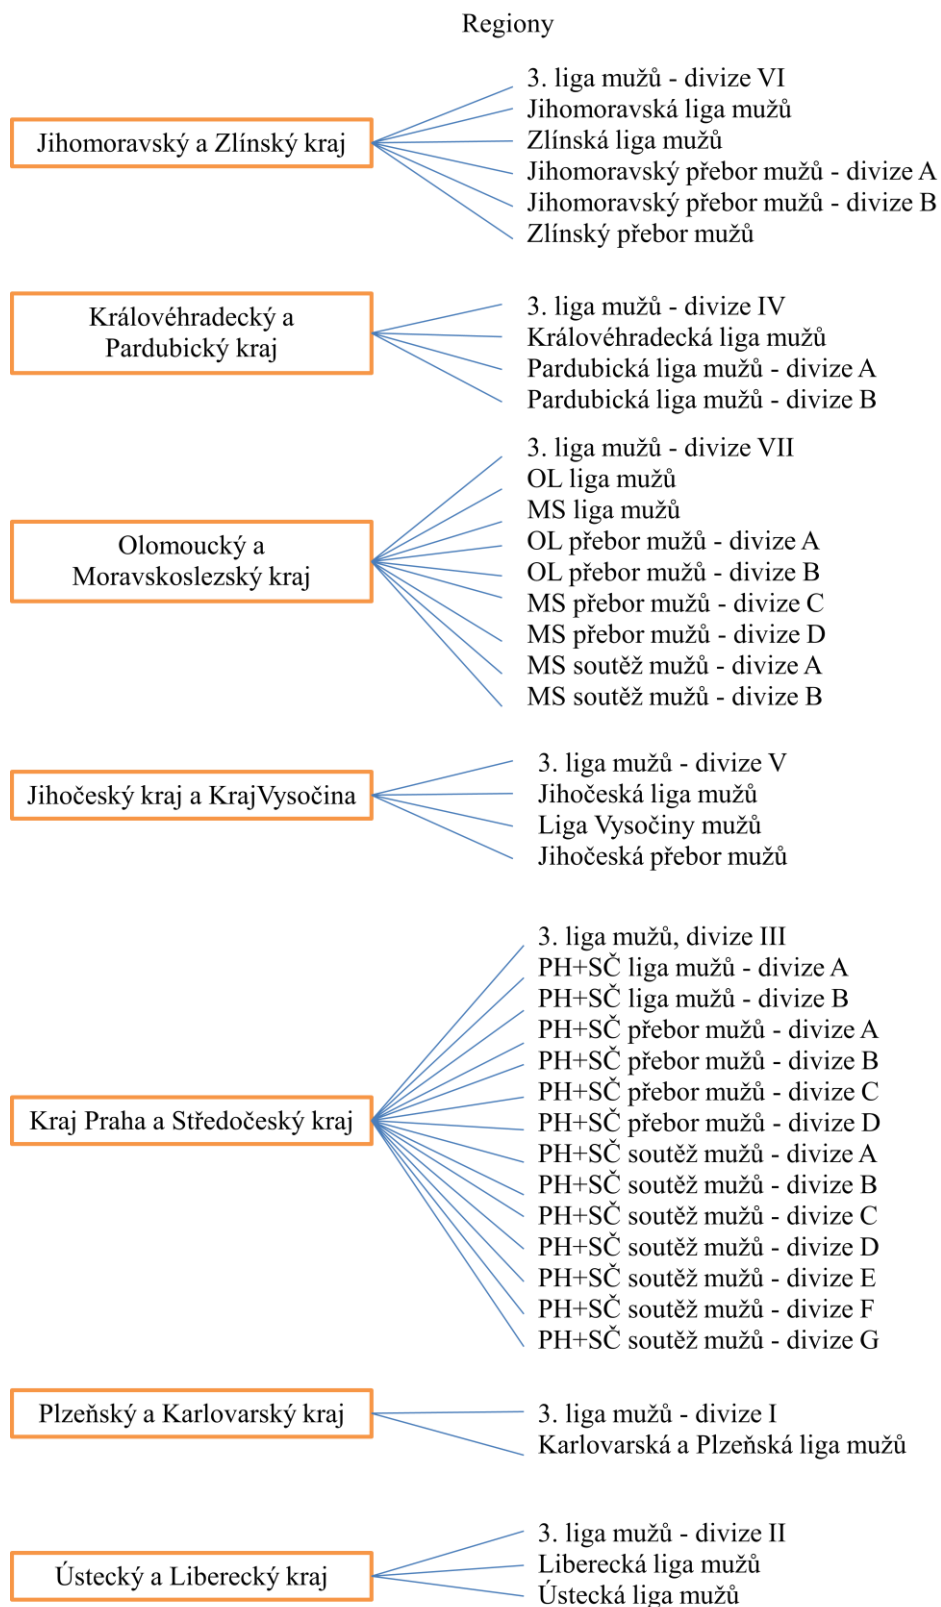 Regiony
Jihomoravský a Zlínský kraj
3. liga mužů - divize VI
Jihomoravská liga mužů
Zlínská liga mužů
Jihomoravský přebor mužů - divize A
Jihomoravský přebor mužů - divize B
Zlínský přebor mužů
Královéhradecký a
Pardubický kraj
3. liga mužů - divize IV
Královéhradecká liga mužů
Pardubická liga mužů - divize A
Pardubická liga mužů - divize B
Olomoucký a
Moravskoslezský kraj
3. liga mužů - divize VII
OL liga mužů
MS liga mužů
OL přebor mužů - divize A
OL přebor mužů - divize B
MS přebor mužů - divize C
MS přebor mužů - divize D
MS soutěž mužů - divize A
MS soutěž mužů - divize B
Jihočeský kraj a KrajVysočina
3. liga mužů - divize V
Jihočeská liga mužů
Liga Vysočiny mužů
Jihočeská přebor mužů
Kraj Praha a Středočeský kraj
3. liga mužů, divize III
PH+SČ liga mužů - divize A
PH+SČ liga mužů - divize B
PH+SČ přebor mužů - divize A
PH+SČ přebor mužů - divize B
PH+SČ přebor mužů - divize C
PH+SČ přebor mužů - divize D
PH+SČ soutěž mužů - divize A
PH+SČ soutěž mužů - divize B
PH+SČ soutěž mužů - divize C
PH+SČ soutěž mužů - divize D
PH+SČ soutěž mužů - divize E
PH+SČ soutěž mužů - divize F
PH+SČ soutěž mužů - divize G
Plzeňský a Karlovarský kraj
3. liga mužů - divize I
Karlovarská a Plzeňská liga mužů
Ústecký a Liberecký kraj
3. liga mužů - divize II
Liberecká liga mužů
Ústecká liga mužů